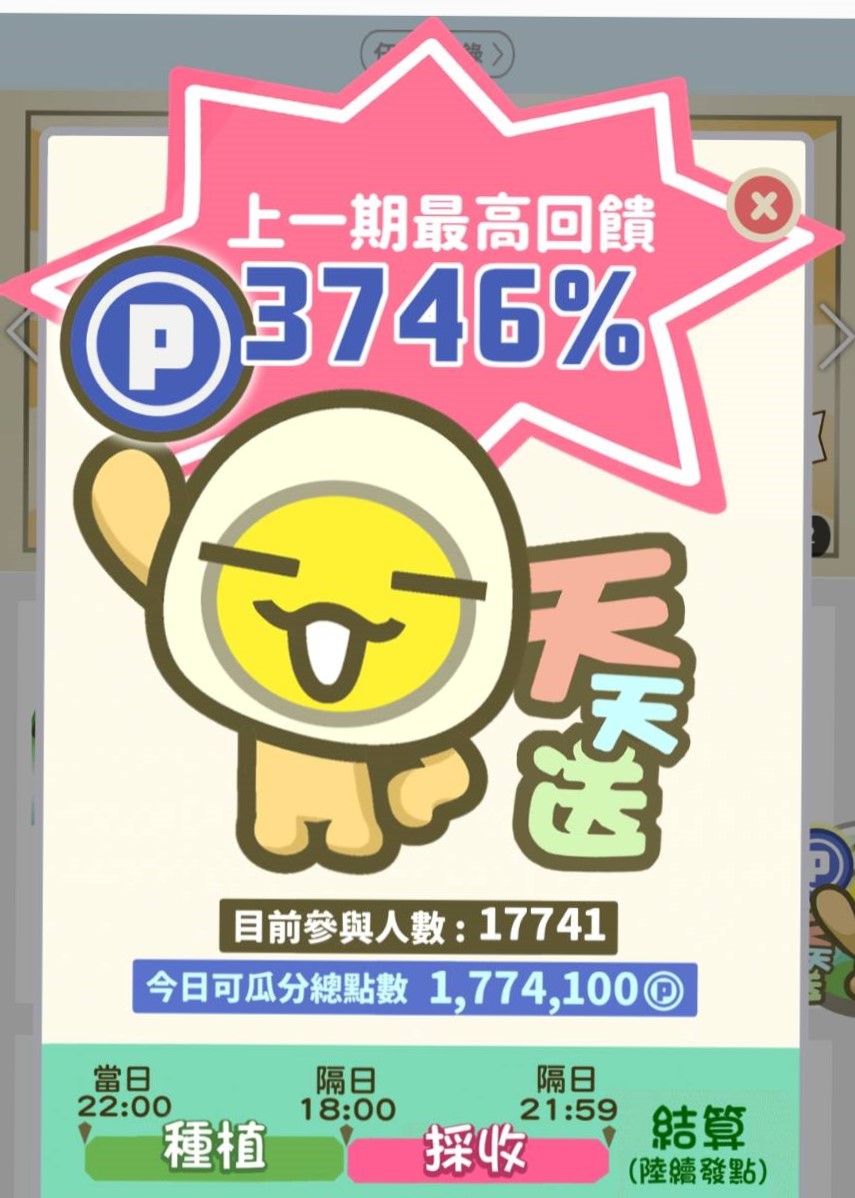 上一期最高回饋
P
3746%
天
天
送
目前參與人數：17741
今日可瓜分總點數 1,774,100 P
當日 隔日 隔日
22:00 18:00 21:59
種植 採收 結算
(陸續發點)